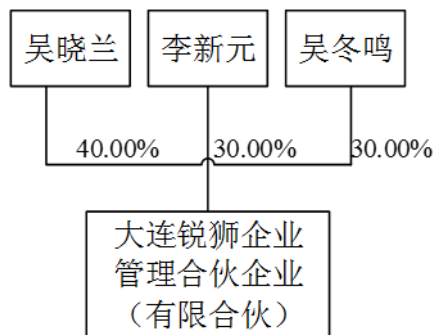 吴晓兰 李新元 吴冬鸣
40.00% 30.00% 30.00%
大连锐狮企业
管理合伙企业
（有限合伙）